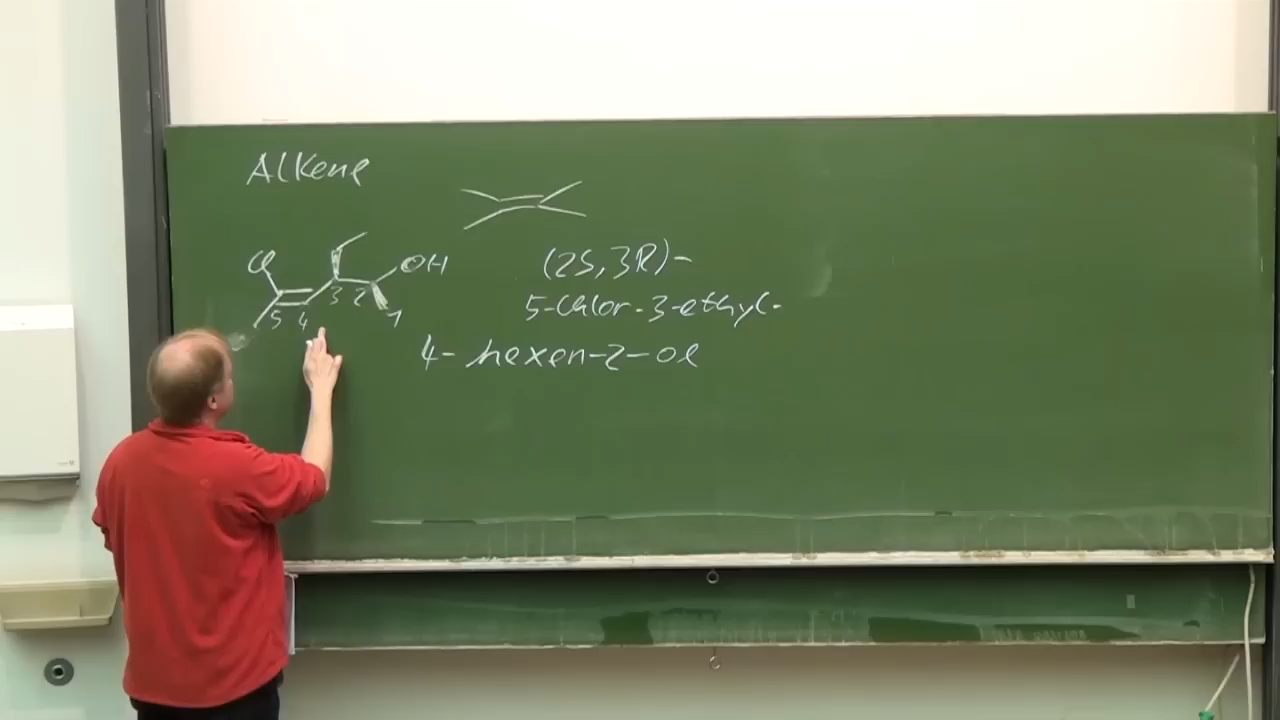 Alkene
Cl
OH
5 4 3 2 1
(2S,3R)-
5-Chlor-3-ethyl-
4-hexen-2-ol